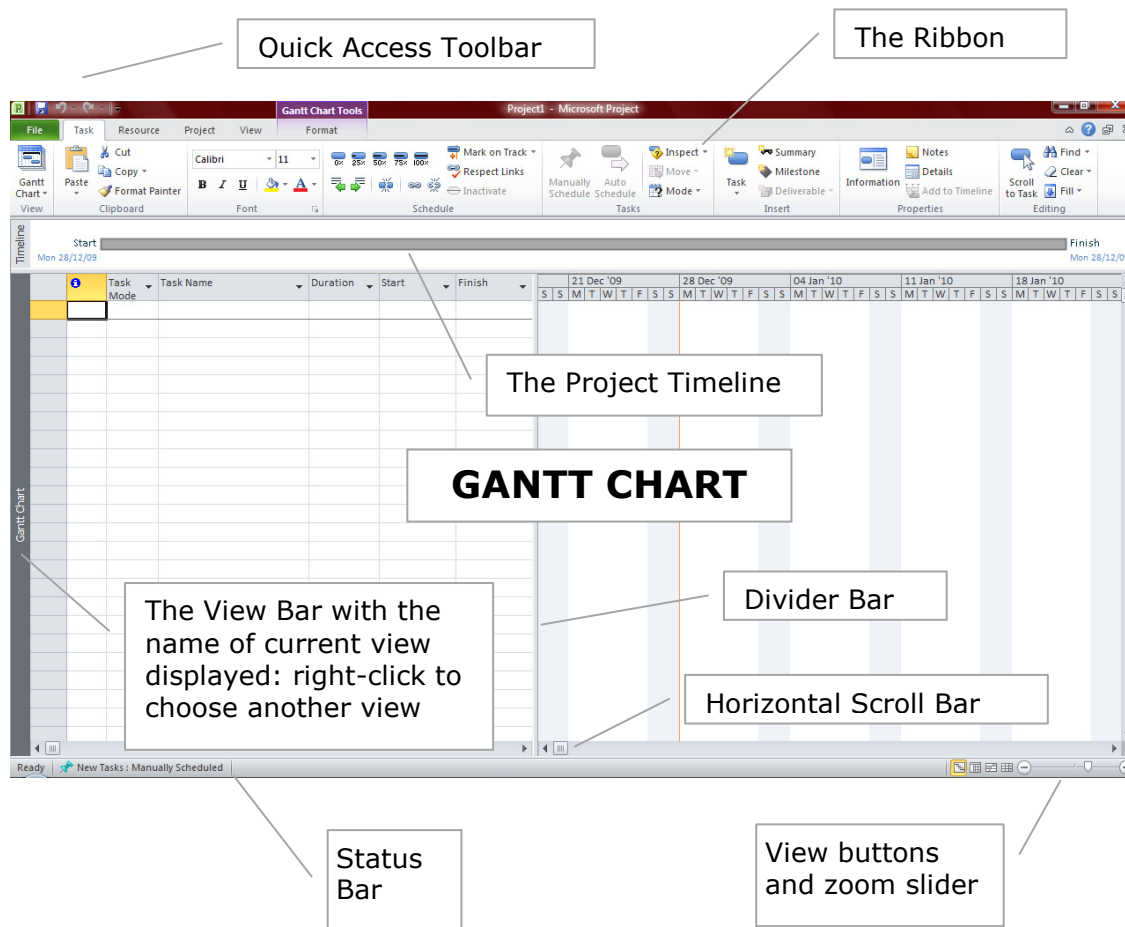 Quick Access Toolbar
The Ribbon
Gantt Chart Tools
Project1 - Microsoft Project
File Task Resource Project View Format
Gantt Chart
Paste
Cut
Copy
Format Painter
Calibri 11
B I U A
0% 25% 50% 75% 100%
Mark on Track
Respect Links
Inactivate
Manually Schedule
Auto Schedule
Inspect
Move
Mode
Task
Summary
Milestone
Deliverable
Information
Notes
Details
Add to Timeline
Scroll to Task
Find
Clear
Fill
View Clipboard Font Schedule Tasks Insert Properties Editing
Timeline
Start
Mon 28/12/09
Finish
Mon 28/12/0
Task Mode
Task Name
Duration
Start
Finish
21 Dec '09 28 Dec '09 04 Jan '10 11 Jan '10 18 Jan '10
S S M T W T F S S M T W T F S S M T W T F S S M T W T F S S M T W T F S S
The Project Timeline
GANTT CHART
Gantt Chart
The View Bar with the
name of current view
displayed: right-click to
choose another view
Divider Bar
Horizontal Scroll Bar
Ready
New Tasks : Manually Scheduled
Status
Bar
View buttons
and zoom slider